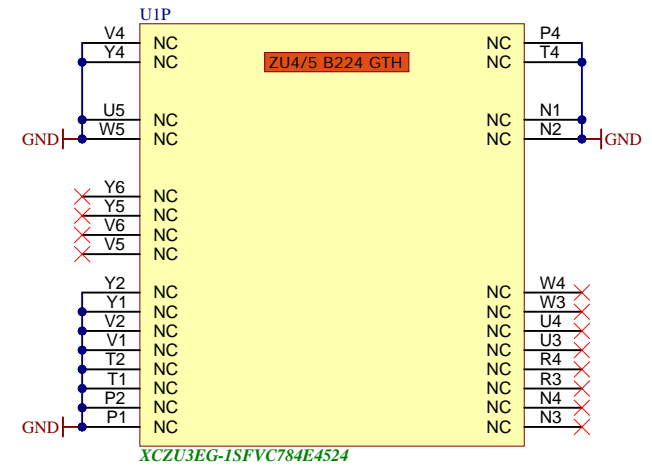 U1P
V4 NC NC P4
Y4 NC ZU4/5 B224 GTH NC T4
U5 NC NC N1
GND W5 NC NC N2 GND
Y6 NC
Y5 NC
V6 NC
V5 NC
Y2 NC NC W4
Y1 NC NC W3
V2 NC NC U4
V1 NC NC U3
T2 NC NC R4
T1 NC NC R3
P2 NC NC N4
GND P1 NC NC N3
XCZU3EG-1SFVC784E4524